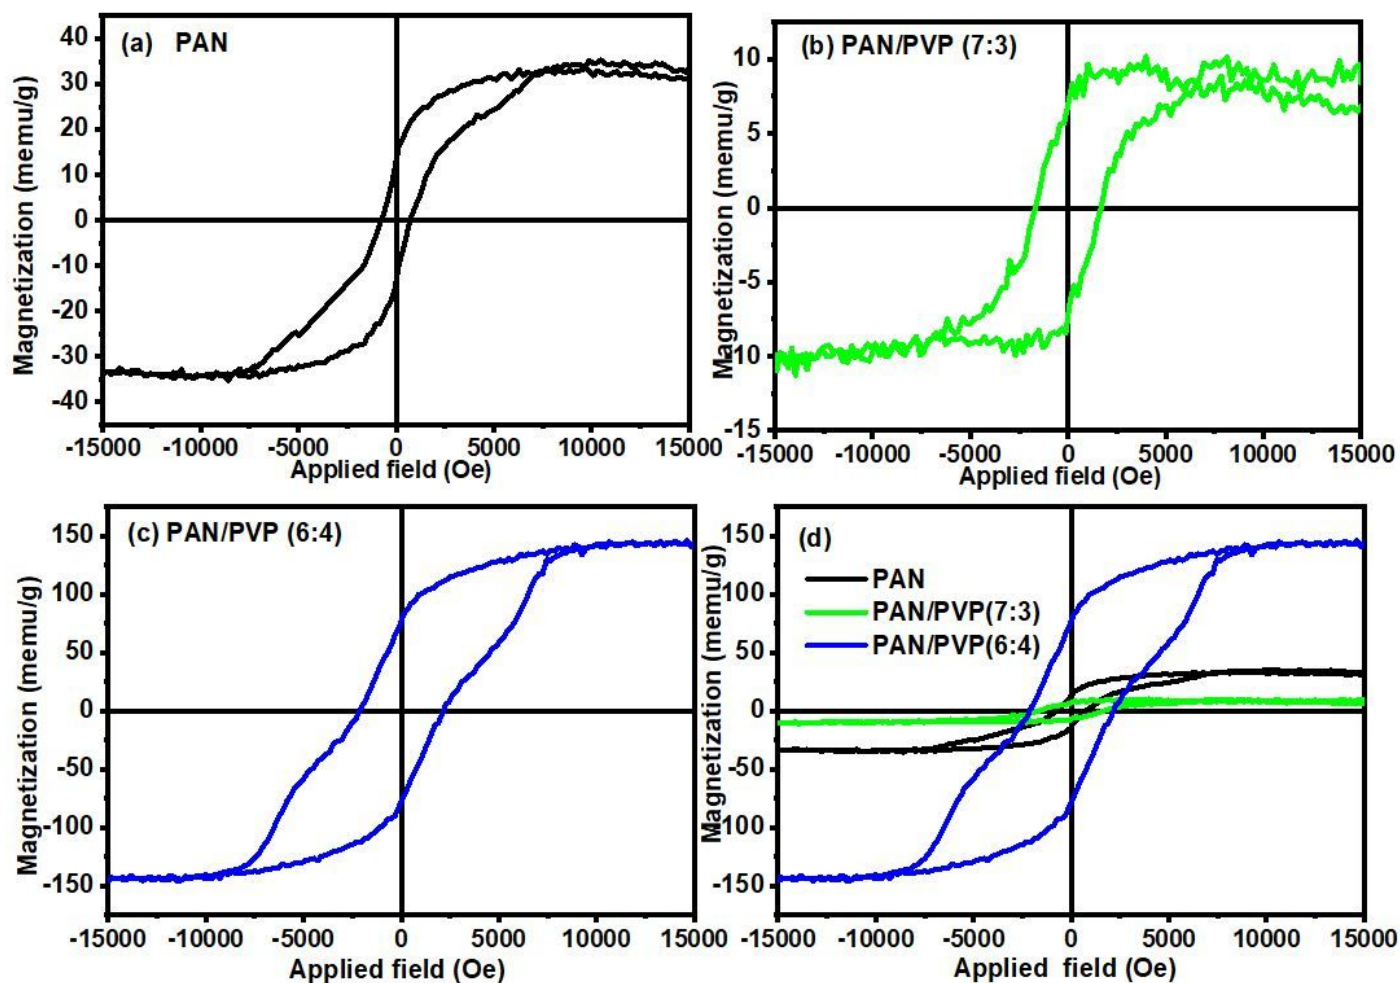 (a) PAN
Magnetization (memu/g)
40
30
20
10
0
-10
-20
-30
-40
-15000 -10000 -5000 0 5000 10000 15000
Applied field (Oe)
(b) PAN/PVP (7:3)
Magnetization (memu/g)
10
5
0
-5
-10
-15
-15000 -10000 -5000 0 5000 10000 15000
Applied field (Oe)
(c) PAN/PVP (6:4)
Magnetization (memu/g)
150
100
50
0
-50
-100
-150
-15000 -10000 -5000 0 5000 10000 15000
Applied field (Oe)
(d)
PAN
PAN/PVP(7:3)
PAN/PVP(6:4)
Magnetization (memu/g)
150
100
50
0
-50
-100
-150
-15000 -10000 -5000 0 5000 10000 15000
Applied field (Oe)